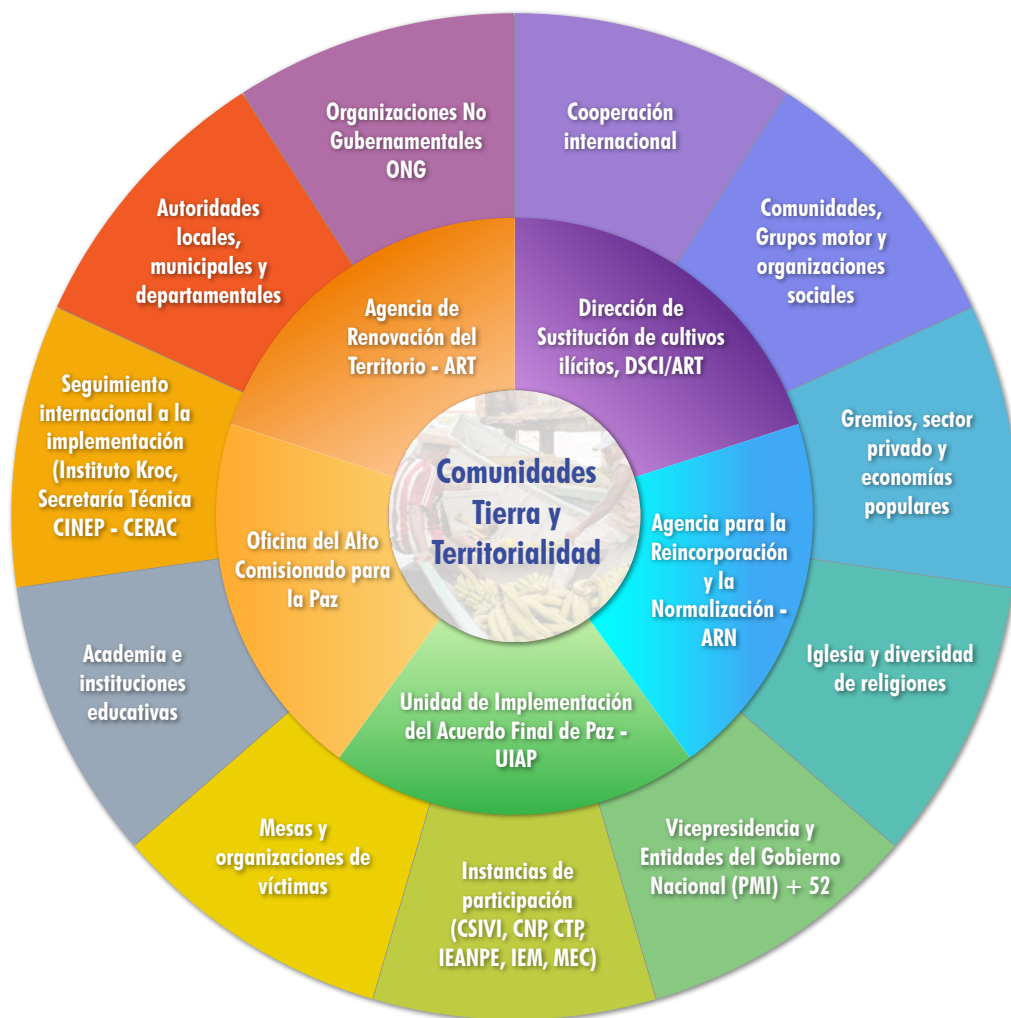 Organizaciones No
Gubernamentales
ONG
Cooperación
internacional
Comunidades,
Grupos motor y
organizaciones
sociales
Gremios, sector
privado y
economías
populares
Iglesia y diversidad
de religiones
Vicepresidencia y
Entidades del Gobierno
Nacional (PMI) + 52
Instancias de
participación
(CSIVI, CNP, CTP,
IEANPE, IEM, MEC)
Mesas y
organizaciones de
víctimas
Academia e
instituciones
educativas
Seguimiento
internacional a la
implementación
(Instituto Kroc,
Secretaría Técnica
CINEP - CERAC
Autoridades
locales,
municipales y
departamentales
Agencia de
Renovación del
Territorio - ART
Dirección de
Sustitución de cultivos
ilícitos, DSCI/ART
Agencia para la
Reincorporación
y la
Normalización -
ARN
Unidad de Implementación
del Acuerdo Final de Paz -
UIAP
Oficina del Alto
Comisionado para
la Paz
Comunidades
Tierra y
Territorialidad